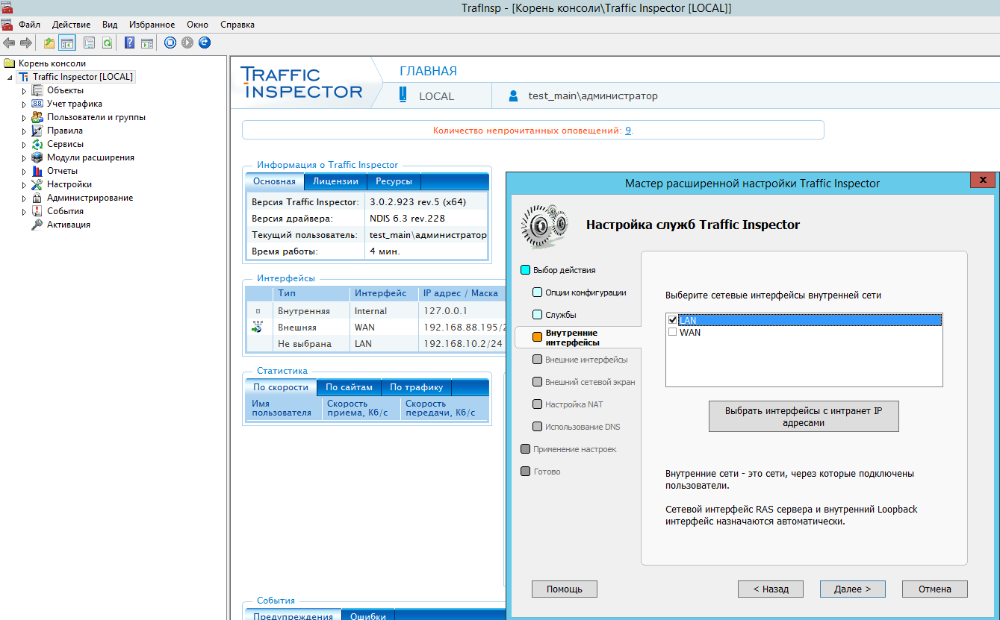 TrafInsp - [Корень консоли\Traffic Inspector [LOCAL]]
Файл Действие Вид Избранное Окно Справка
Корень консоли
Traffic Inspector [LOCAL]
Объекты
Учет трафика
Пользователи и группы
Правила
Сервисы
Модули расширения
Отчеты
Настройки
Администрирование
События
Активация
TRAFFIC
INSPECTOR
ГЛАВНАЯ
LOCAL
test_main\администратор
Количество непрочитанных оповещений: 9.
Информация о Traffic Inspector
Основная Лицензии Ресурсы
Версия Traffic Inspector: 3.0.2.923 rev.5 (x64)
Версия драйвера: NDIS 6.3 rev.228
Текущий пользователь: test_main\администратор
Время работы: 4 мин.
Интерфейсы
Тип Интерфейс IP адрес / Маска
Внутренняя Internal 127.0.0.1
Внешняя WAN 192.168.88.195/2
Не выбрана LAN 192.168.10.2/24
Статистика
По скорости По сайтам По трафику
Имя пользователя Скорость приема, Кб/с Скорость передачи, Кб/с
События
Предупреждения Ошибки
Мастер расширенной настройки Traffic Inspector
x
Настройка служб Traffic Inspector
Выбор действия
Опции конфигурации
Службы
Внутренние
интерфейсы
Внешние интерфейсы
Внешний сетевой экран
Настройка NAT
Использование DNS
Применение настроек
Готово
Выберите сетевые интерфейсы внутренней сети
LAN
WAN
Выбрать интерфейсы с интранет IP
адресами
Внутренние сети - это сети, через которые подключены
пользователи.
Сетевой интерфейс RAS сервера и внутренний Loopback
интерфейс назначаются автоматически.
Помощь < Назад Далее > Отмена